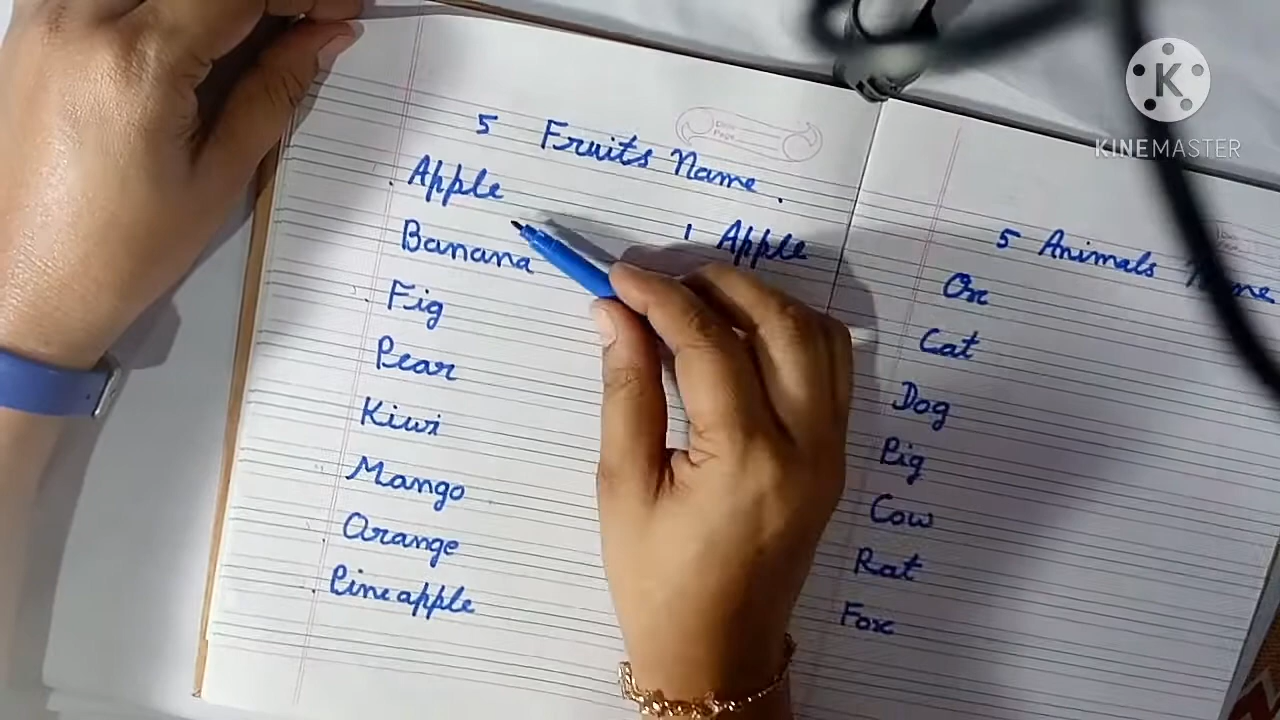 5 Fruits Name.
Apple
Banana
Fig
Pear
Kiwi
Mango
Orange
Pineapple
1 Apple
5 Animals Name
Ox
Cat
Dog
Pig
Cow
Rat
Fox
K
KINEMASTER